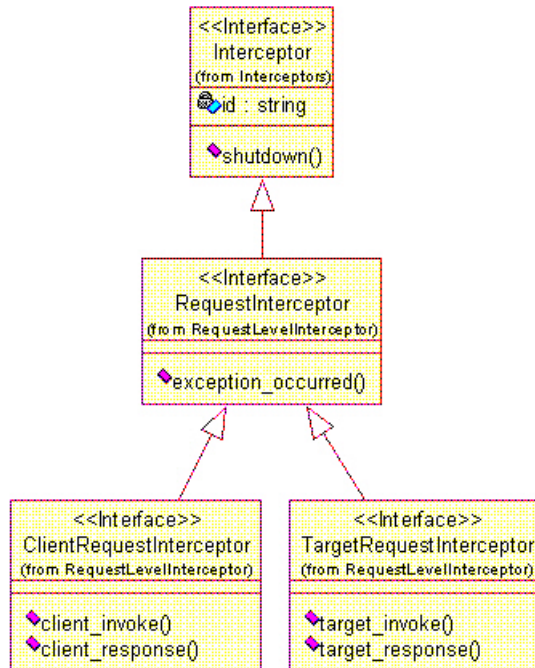 <<Interface>>
Interceptor
(from Interceptors)
id : string
shutdown()
<<Interface>>
RequestInterceptor
(from RequestLevelInterceptor)
exception_occurred()
<<Interface>>
ClientRequestInterceptor
(from RequestLevelInterceptor)
client_invoke()
client_response()
<<Interface>>
TargetRequestInterceptor
(from RequestLevelInterceptor)
target_invoke()
target_response()